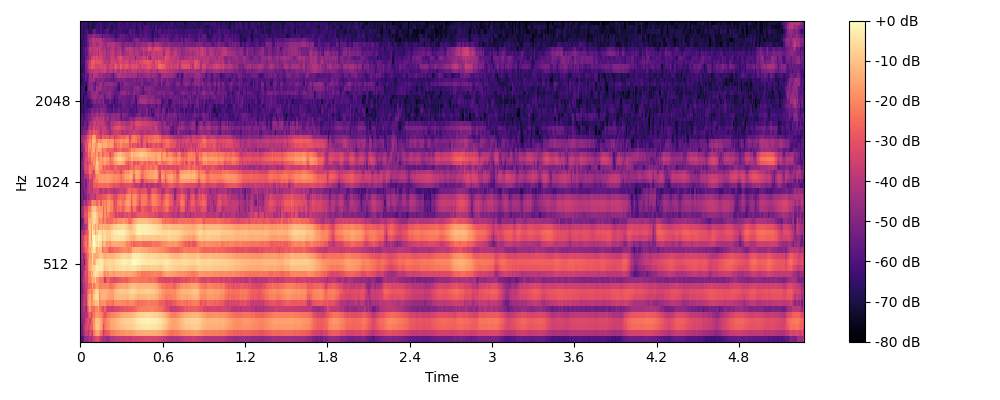 +0 dB
-10 dB
2048
-20 dB
-30 dB
Hz
1024
-40 dB
-50 dB
512
-60 dB
-70 dB
-80 dB
0 0.6 1.2 1.8 2.4 3 3.6 4.2 4.8
Time